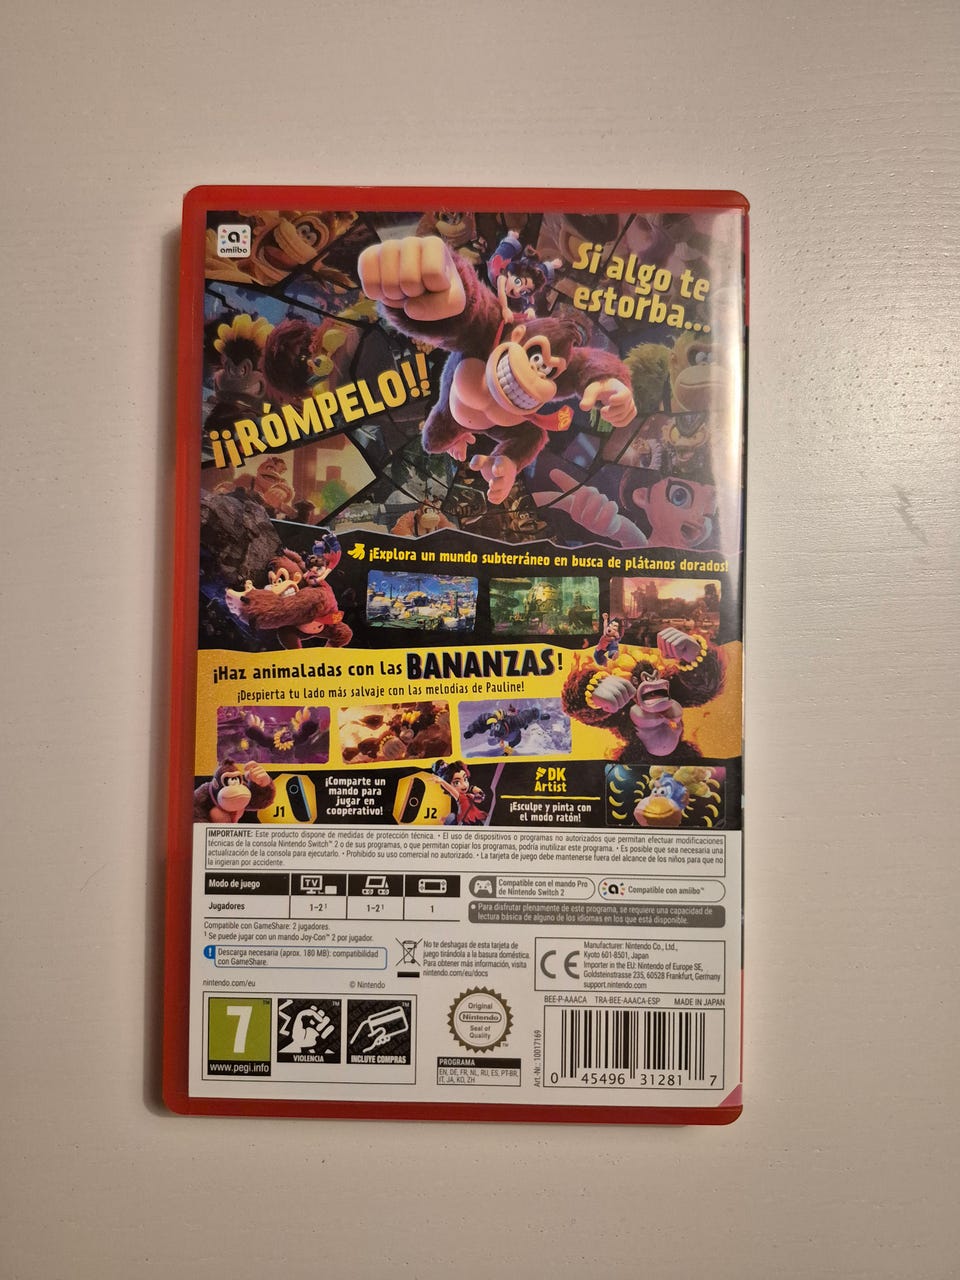 amiibo
Si algo te
estorba...
¡¡RÓMPELO!!
¡Explora un mundo subterráneo en busca de plátanos dorados!
¡Haz animaladas con las BANANZAS!
¡Despierta tu lado más salvaje con las melodías de Pauline!
J1
¡Comparte un
mando para
jugar en
cooperativo!
J2
DK
Artist
¡Esculpe y pinta con
el modo ratón!
IMPORTANTE: Este producto dispone de medidas de protección técnica. • El uso de dispositivos o programas no autorizados que permitan efectuar modificaciones
técnicas de la consola Nintendo Switch™ 2 o de sus programas, o que permitan copiar los programas, podría inutilizar este programa. • Es posible que sea necesaria una
actualización de la consola para ejecutarlo. • Prohibido su uso comercial no autorizado. • La tarjeta de juego debe mantenerse fuera del alcance de los niños para que no
la ingieran por accidente.
Modo de juego TV
Jugadores 1-2¹ 1-2¹ 1
Compatible con el mando Pro
de Nintendo Switch 2
Compatible con amiibo™
• Para disfrutar plenamente de este programa, se requiere una capacidad de
lectura básica de alguno de los idiomas en los que está disponible.
Compatible con GameShare: 2 jugadores.
¹ Se puede jugar con un mando Joy-Con™ 2 por jugador.
! Descarga necesaria (aprox. 180 MB): compatibilidad
con GameShare.
nintendo.com/eu
© Nintendo
No te deshagas de esta tarjeta de
juego tirándola a la basura doméstica.
Para obtener más información, visita
nintendo.com/eu/docs
CE
Manufacturer: Nintendo Co., Ltd.,
Kyoto 601-8501, Japan
Importer in the EU: Nintendo of Europe SE,
Goldsteinstrasse 235, 60528 Frankfurt, Germany
support.nintendo.com
BEE-P-AAACA TRA-BEE-AAACA-ESP MADE IN JAPAN
7
www.pegi.info
VIOLENCIA
INCLUYE COMPRAS
Original
Nintendo
Seal of
Quality
PROGRAMA
EN, DE, FR, NL, RU, ES, PT-BR,
IT, JA, KO, ZH
Art.-Nr.: 10017169
0 45496 31281 7